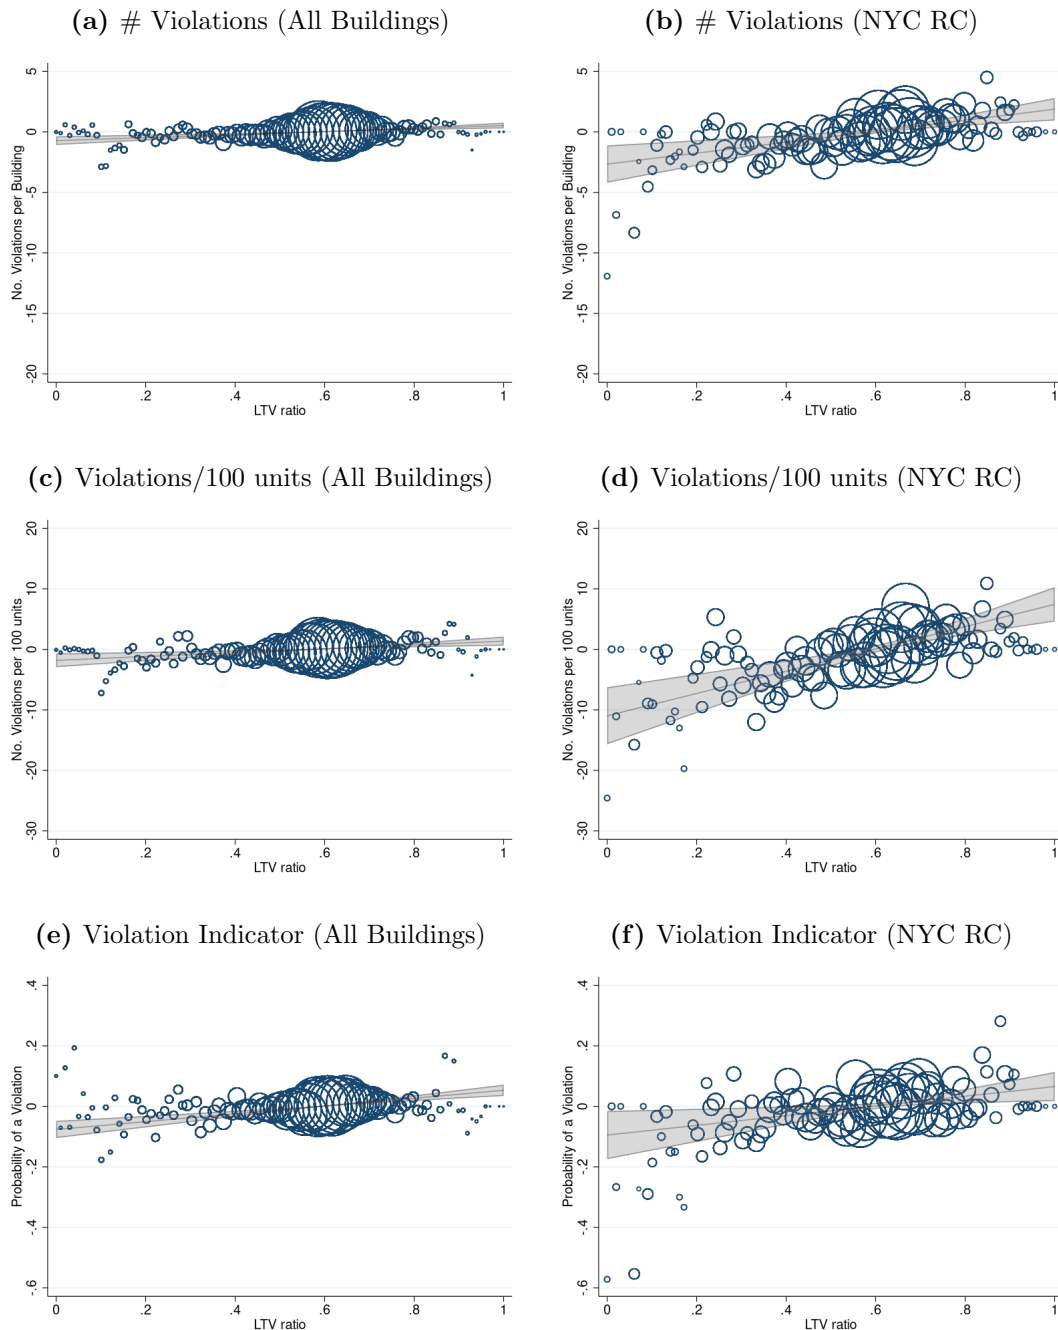 (a) # Violations (All Buildings)
(b) # Violations (NYC RC)
No. Violations per Building
5
0
-5
-10
-15
-20
0 .2 .4 .6 .8 1
LTV ratio
No. Violations per Building
5
0
-5
-10
-15
-20
0 .2 .4 .6 .8 1
LTV ratio
(c) Violations/100 units (All Buildings)
(d) Violations/100 units (NYC RC)
No. Violations per 100 units
20
10
0
-10
-20
-30
0 .2 .4 .6 .8 1
LTV ratio
No. Violations per 100 units
20
10
0
-10
-20
-30
0 .2 .4 .6 .8 1
LTV ratio
(e) Violation Indicator (All Buildings)
(f) Violation Indicator (NYC RC)
Probability of a Violation
.4
.2
0
-.2
-.4
-.6
0 .2 .4 .6 .8 1
LTV ratio
Probability of a Violation
.4
.2
0
-.2
-.4
-.6
0 .2 .4 .6 .8 1
LTV ratio